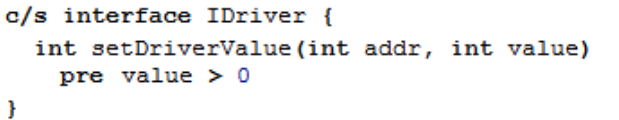 c/s interface IDriver {
int setDriverValue(int addr, int value)
pre value > 0
}